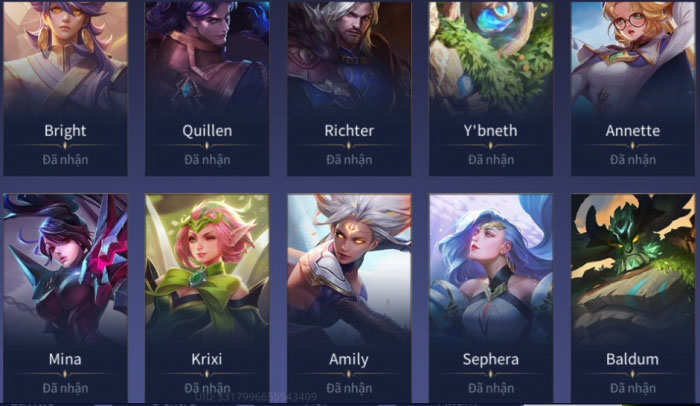 Bright Quillen Richter Y'bneth Annette
Đã nhận Đã nhận Đã nhận Đã nhận Đã nhận
Mina Krixi Amily Sephera Baldum
Đã nhận Đã nhận Đã nhận Đã nhận Đã nhận
UID: 5317996655543409